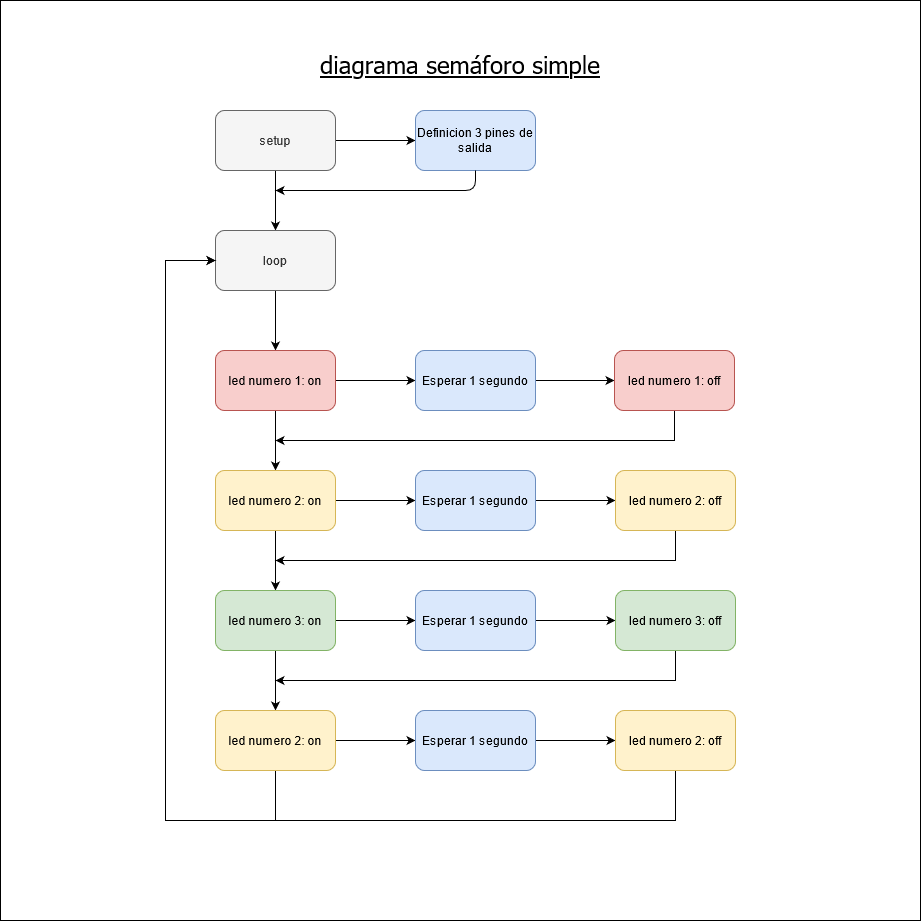 diagrama semáforo simple
setup
Definicion 3 pines de
salida
loop
led numero 1: on
Esperar 1 segundo
led numero 1: off
led numero 2: on
Esperar 1 segundo
led numero 2: off
led numero 3: on
Esperar 1 segundo
led numero 3: off
led numero 2: on
Esperar 1 segundo
led numero 2: off